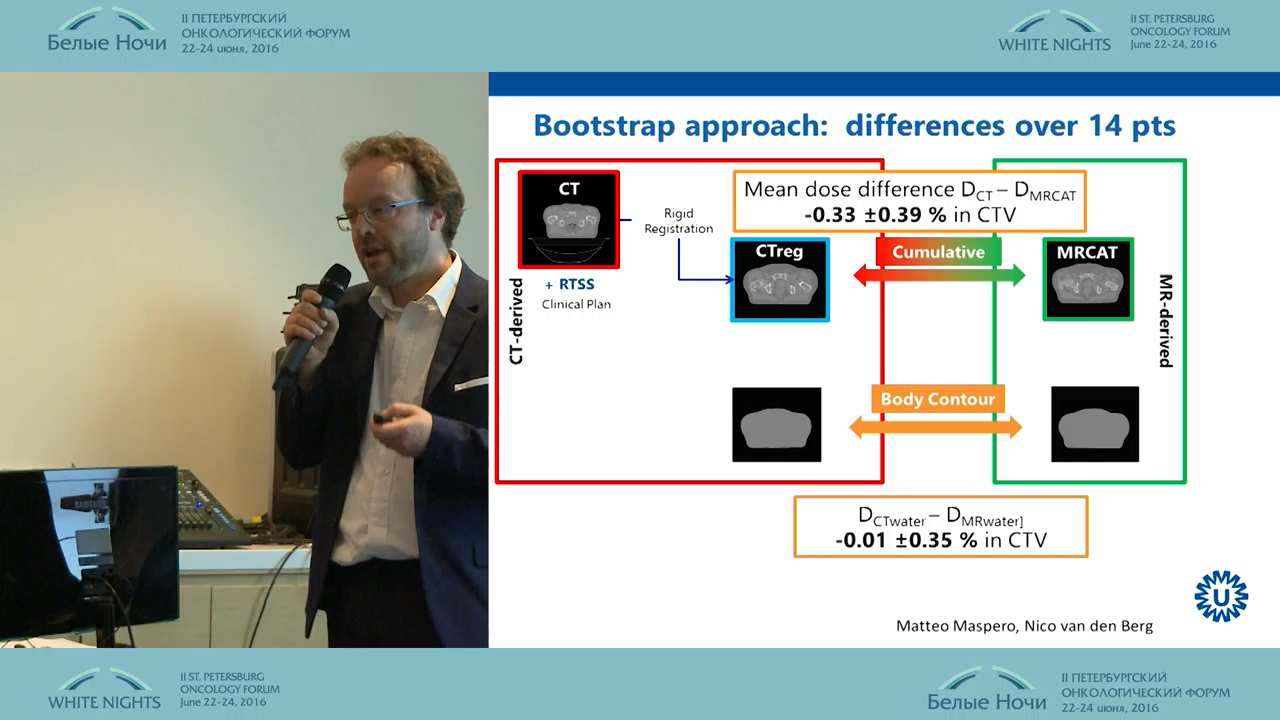 Белые Ночи
II ПЕТЕРБУРГСКИЙ
ОНКОЛОГИЧЕСКИЙ ФОРУМ
22-24 июня, 2016
WHITE NIGHTS
II ST. PETERSBURG
ONCOLOGY FORUM
June 22-24, 2016
Bootstrap approach: differences over 14 pts
CT
Rigid
Registration
+ RTSS
Clinical Plan
CT-derived
Mean dose difference DCT – DMRCAT
-0.33 ±0.39 % in CTV
CTreg
Cumulative
MRCAT
MR-derived
Body Contour
DCTwater – DMRwater]
-0.01 ±0.35 % in CTV
U
Matteo Maspero, Nico van den Berg
WHITE NIGHTS
II ST. PETERSBURG
ONCOLOGY FORUM
June 22-24, 2016
Белые Ночи
II ПЕТЕРБУРГСКИЙ
ОНКОЛОГИЧЕСКИЙ ФОРУМ
22-24 июня, 2016